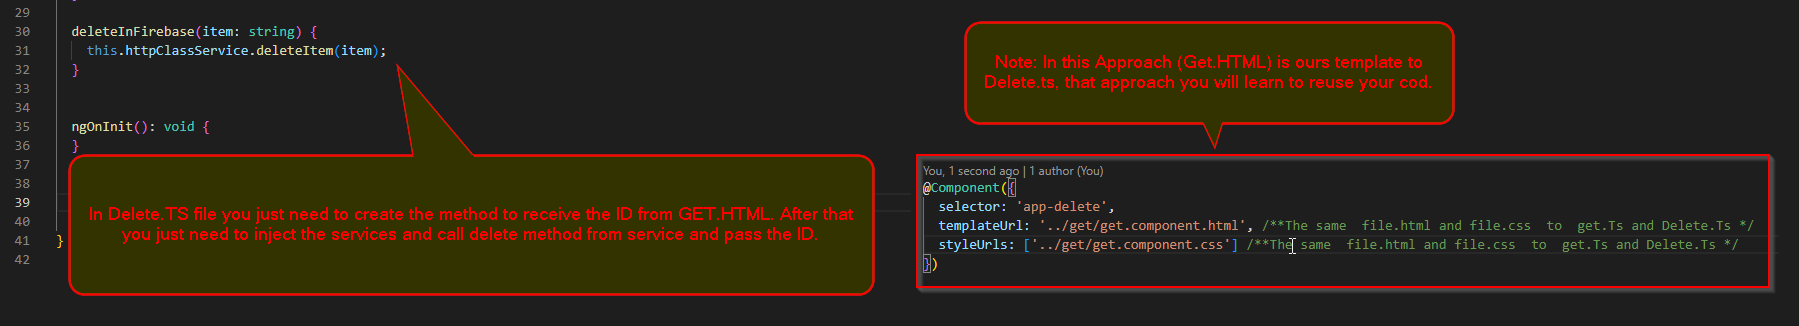 29
30 deleteInFirebase(item: string) {
31 this.httpClassService.deleteItem(item);
32 }
33
34
35 ngOnInit(): void {
36 }
37
38
39
40
41 }
42
In Delete.TS file you just need to create the method to receive the ID from GET.HTML. After that
you just need to inject the services and call delete method from service and pass the ID.
Note: In this Approach (Get.HTML) is ours template to
Delete.ts, that approach you will learn to reuse your cod.
You, 1 second ago | 1 author (You)
@Component({
selector: 'app-delete',
templateUrl: '../get/get.component.html', /**The same file.html and file.css to get.Ts and Delete.Ts */
styleUrls: ['../get/get.component.css'] /**The same file.html and file.css to get.Ts and Delete.Ts */
})